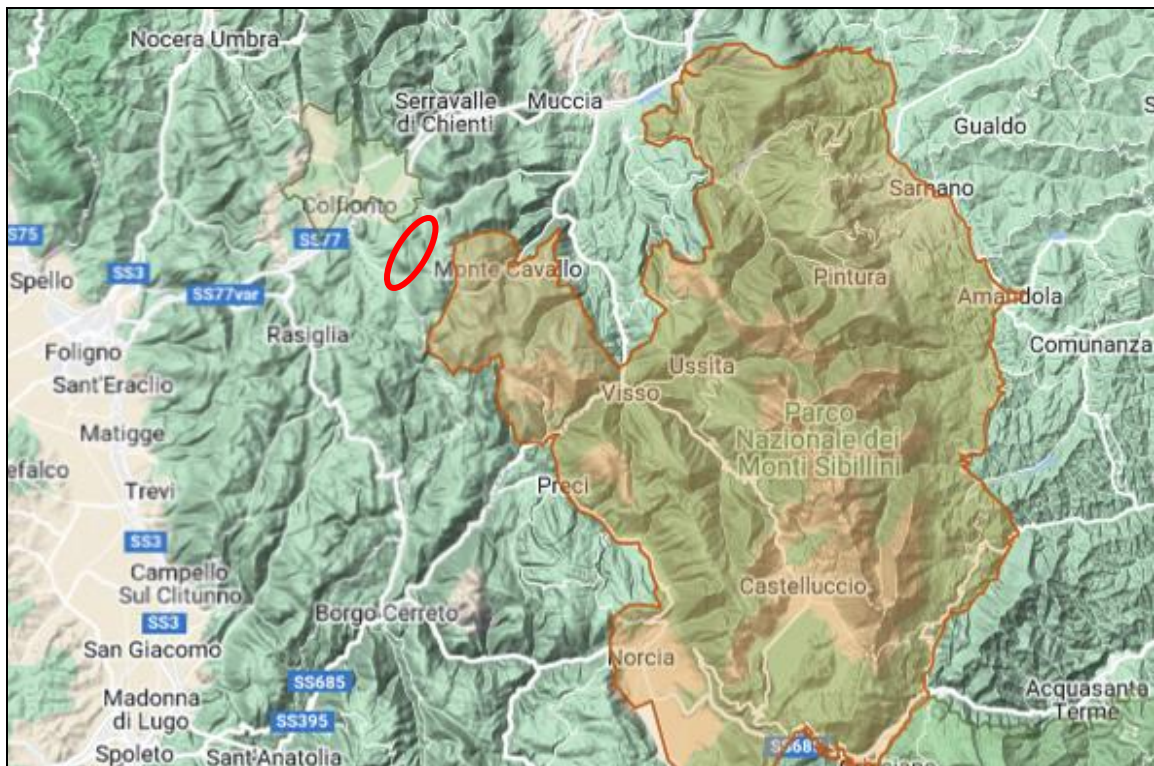 Nocera Umbra
Serravalle
di Chienti
Muccia
Gualdo
Colfiorito
Sarnano
SS75
SS77
Spello
SS3
Monte Cavallo
Pintura
SS77var
Amandola
Rasiglia
Foligno
Comunanza
Sant'Eraclio
Ussita
Visso
Parco
Nazionale dei
Monti Sibillini
Matigge
efalco
Trevi
Preci
SS3
Campello
Sul Clitunno
Castelluccio
Borgo Cerreto
SS3
San Giacomo
Norcia
SS685
Madonna
di Lugo
Acquasanta
Terme
SS395
Spoleto
Sant'Anatolia
SS685